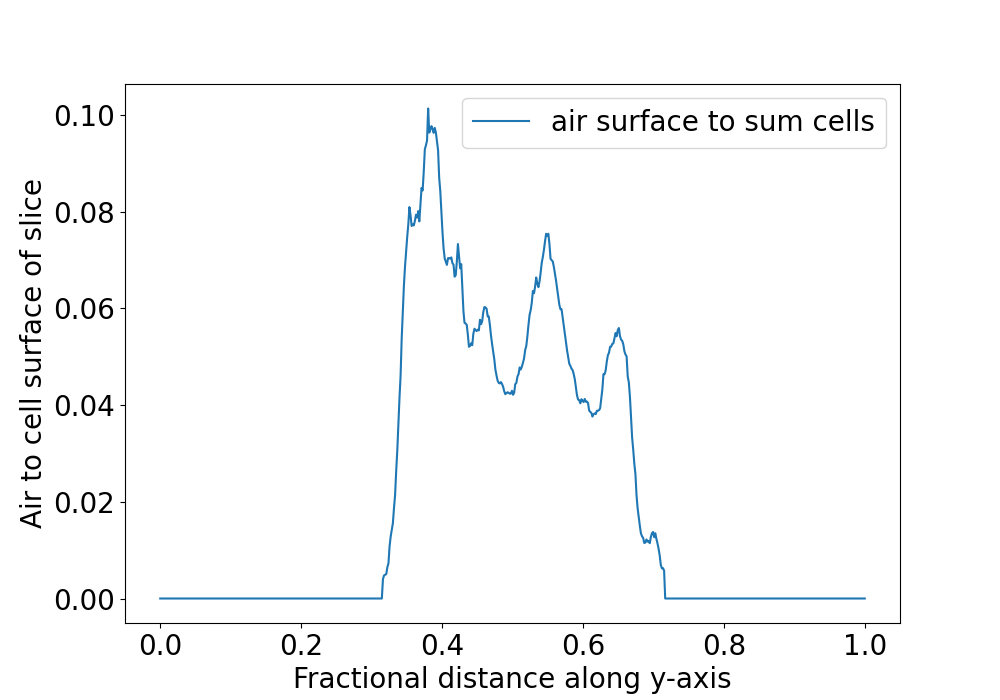 air surface to sum cells
Air to cell surface of slice
0.10
0.08
0.06
0.04
0.02
0.00
0.0 0.2 0.4 0.6 0.8 1.0
Fractional distance along y-axis